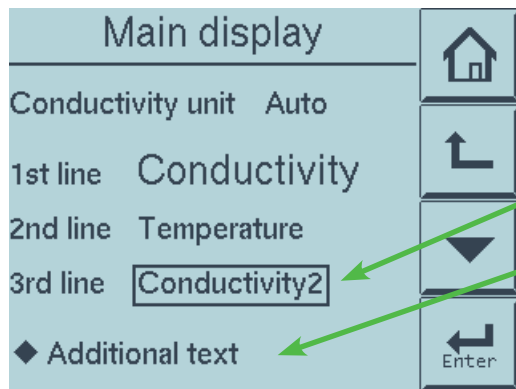 Main display
Conductivity unit Auto
1st line Conductivity
2nd line Temperature
3rd line Conductivity2
◆ Additional text
Enter